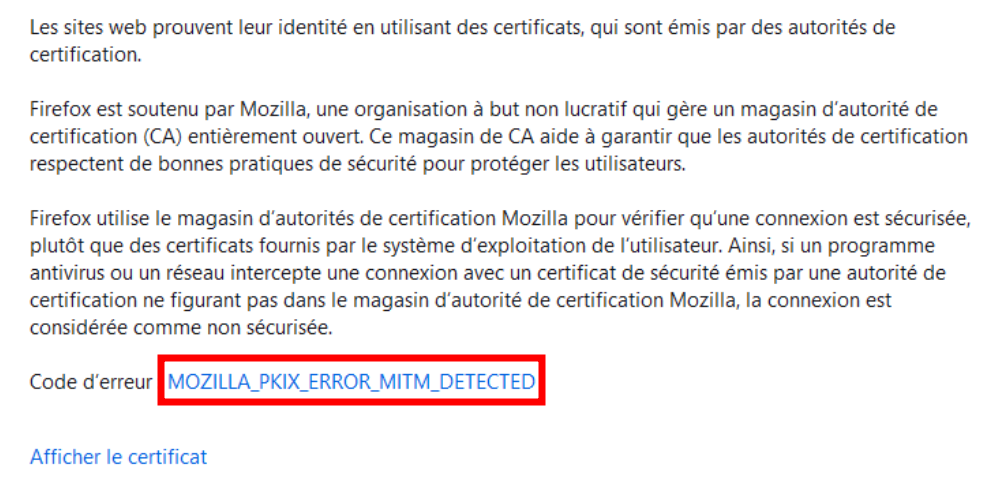 Les sites web prouvent leur identité en utilisant des certificats, qui sont émis par des autorités de
certification.
Firefox est soutenu par Mozilla, une organisation à but non lucratif qui gère un magasin d’autorité de
certification (CA) entièrement ouvert. Ce magasin de CA aide à garantir que les autorités de certification
respectent de bonnes pratiques de sécurité pour protéger les utilisateurs.
Firefox utilise le magasin d’autorités de certification Mozilla pour vérifier qu’une connexion est sécurisée,
plutôt que des certificats fournis par le système d’exploitation de l’utilisateur. Ainsi, si un programme
antivirus ou un réseau intercepte une connexion avec un certificat de sécurité émis par une autorité de
certification ne figurant pas dans le magasin d’autorité de certification Mozilla, la connexion est
considérée comme non sécurisée.
Code d’erreur MOZILLA_PKIX_ERROR_MITM_DETECTED
Afficher le certificat